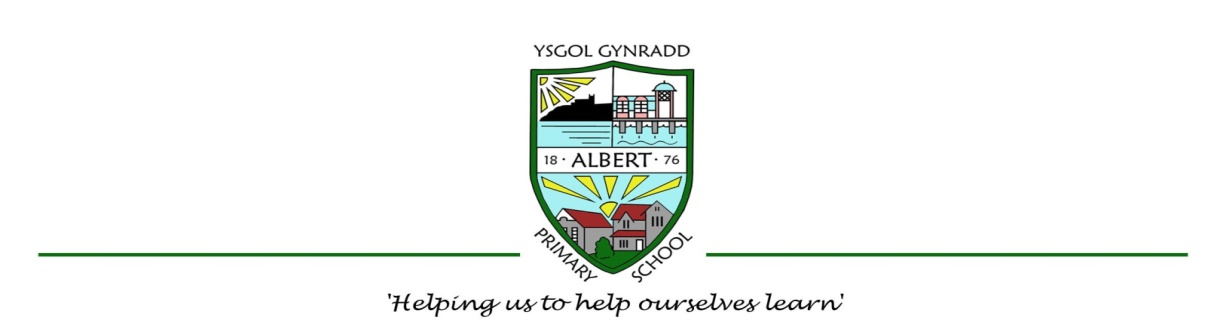 YSGOL GYNRADD
18 · ALBERT · 76
PRIMARY SCHOOL
'Helping us to help ourselves learn'